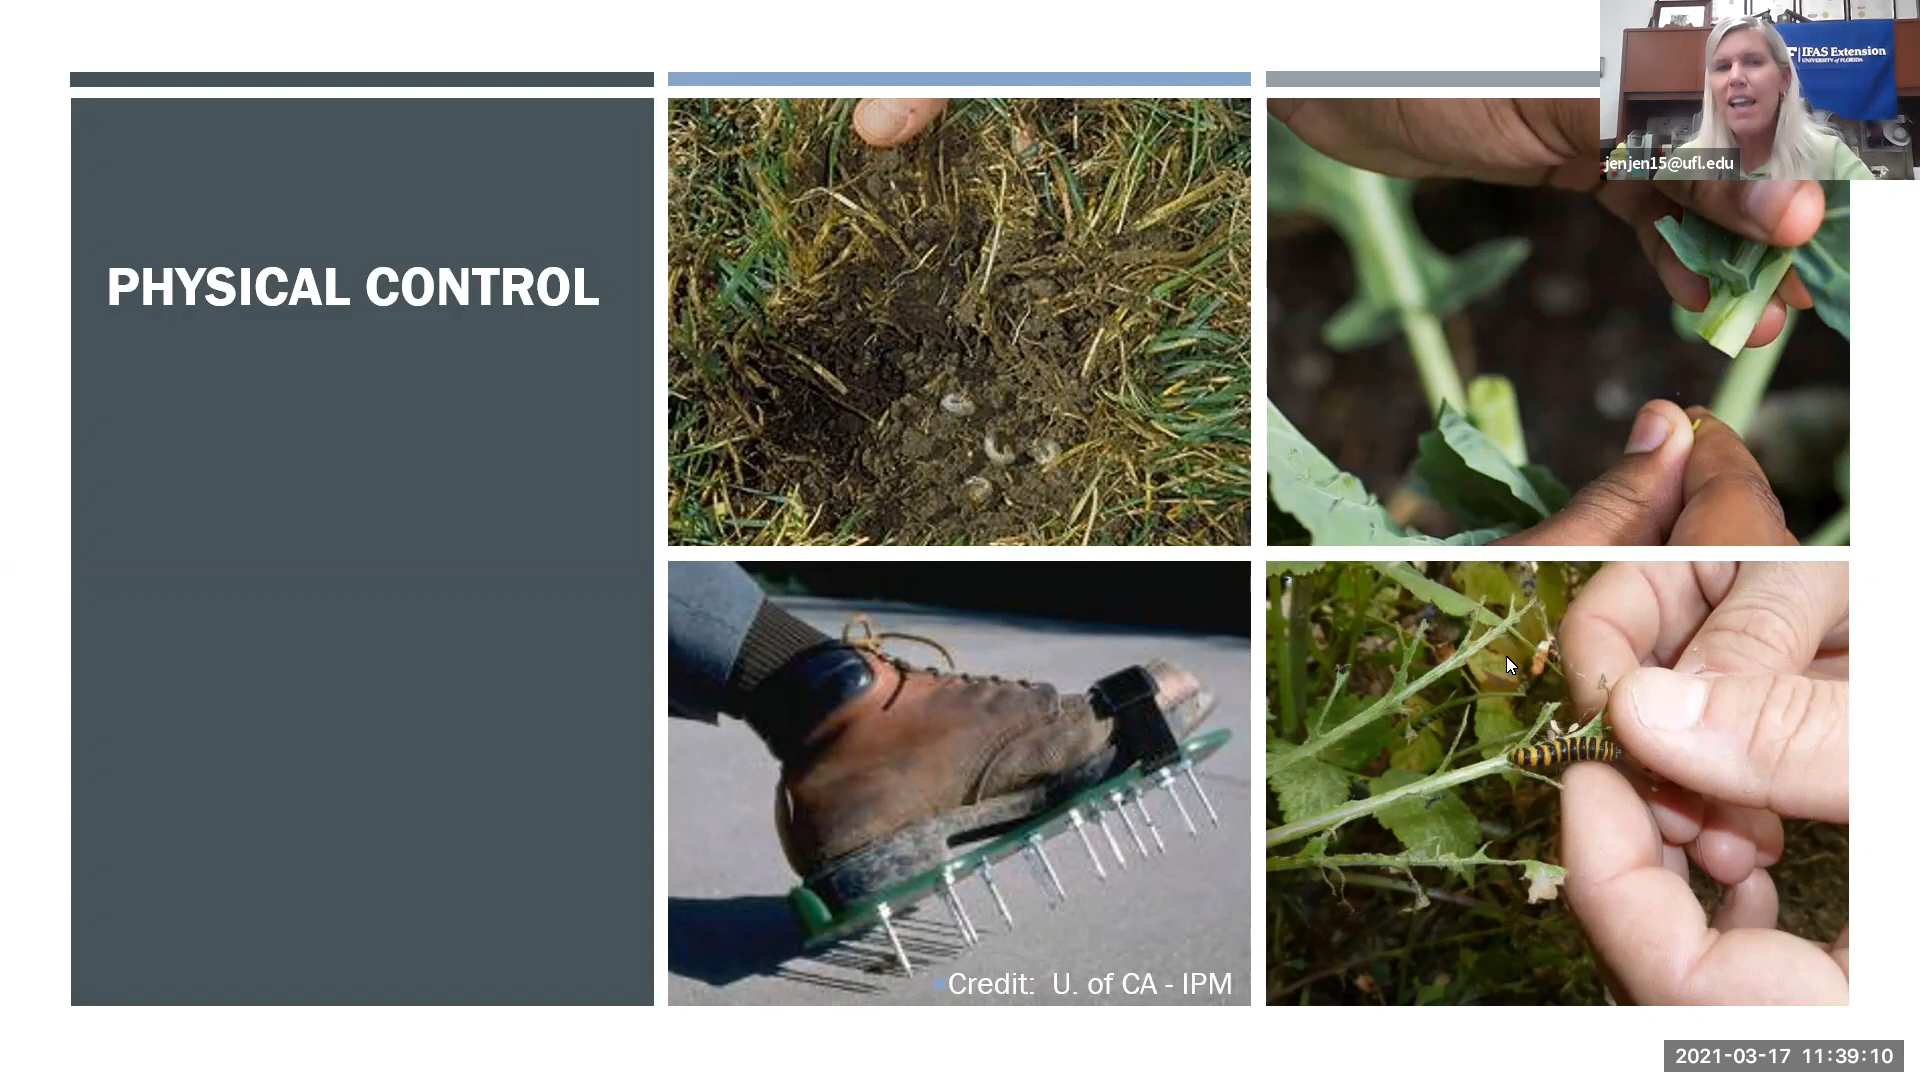 IFAS Extension
UNIVERSITY of FLORIDA
jenjen15@ufl.edu
PHYSICAL CONTROL
Credit:  U. of CA - IPM
2021-03-17 11:39:10